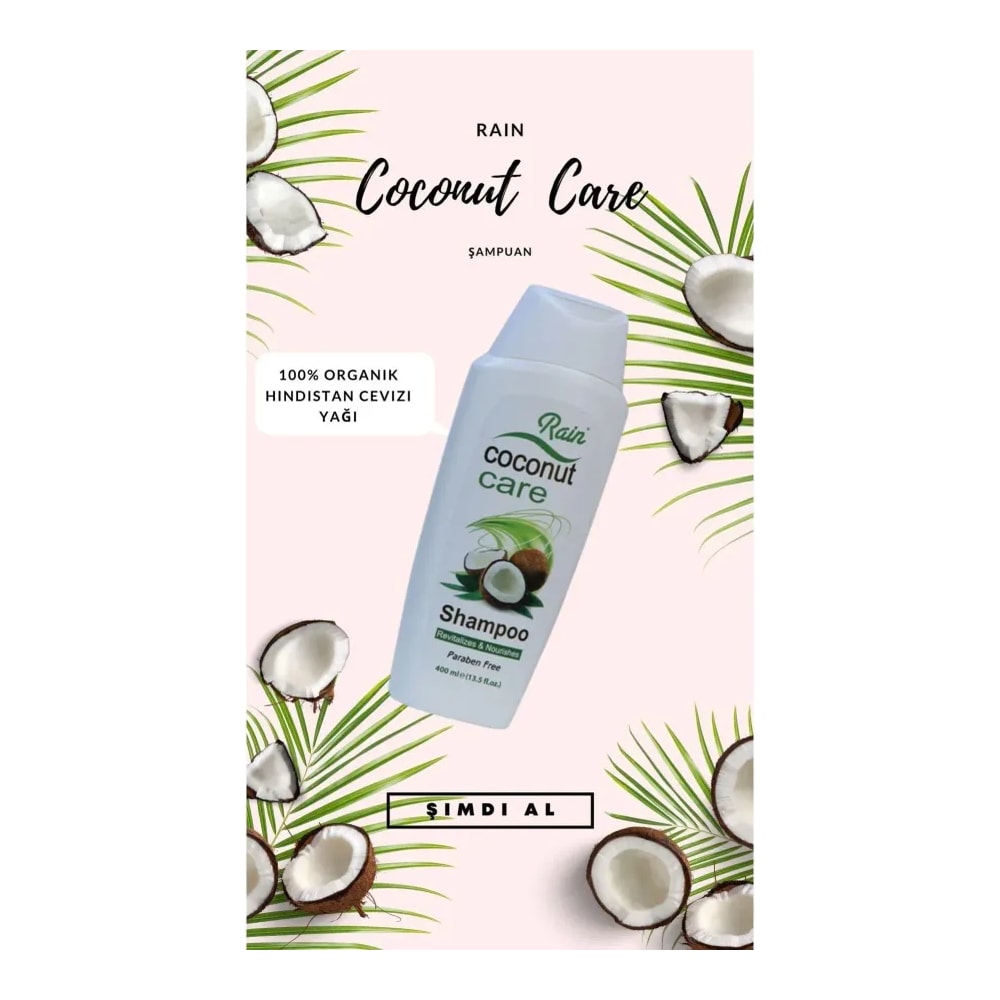 RAIN
Coconut Care
ŞAMPUAN
100% ORGANIK
HINDISTAN CEVIZI
YAĞI
Rain
coconut
care
Shampoo
Revitalizes & Nourishes
Paraben Free
400 ml e (13.5 fl.oz.)
ŞIMDI AL